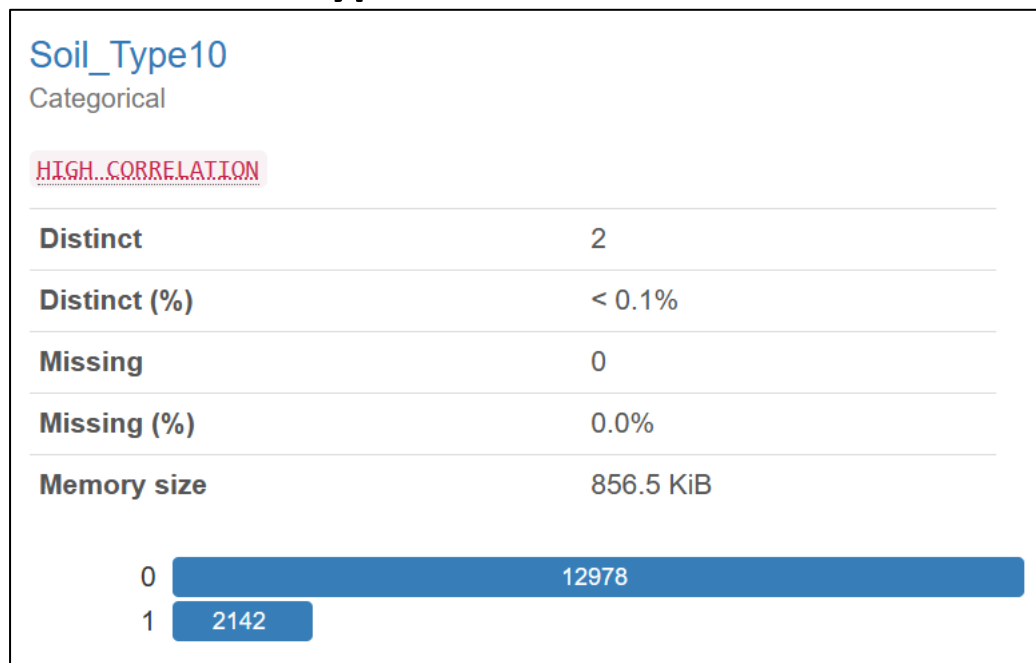 Soil_Type10
Categorical
HIGH CORRELATION
Distinct 2
Distinct (%) < 0.1%
Missing 0
Missing (%) 0.0%
Memory size 856.5 KiB
0 12978
1 2142